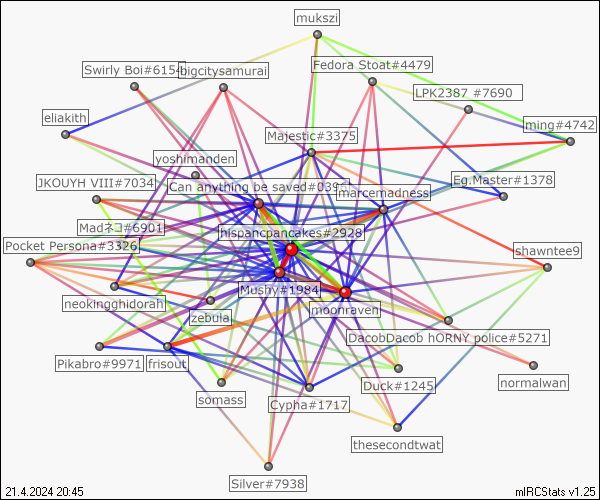 mukszi
Swirly Boi#6154
bigcitysamurai
Fedora Stoat#4479
LPK2387 #7690
eliakith
ming#4742
Majestic#3375
yoshimanden
JKOUYH VIII#7034
Can anything be saved#039
marcemadness
Eg.Master#1378
Madネコ#6901
Pocket Persona#3326
hispancpancakes#2928
shawntee9
neokingghidorah
Mushy#1984
zebuia
moonraven
DacobDacob hORNY police#5271
Pikabro#9971
frisout
Duck#1245
normalwan
somass
Cypha#1717
thesecondtwat
Silver#7938
21.4.2024 20:45
mIRCStats v1.25